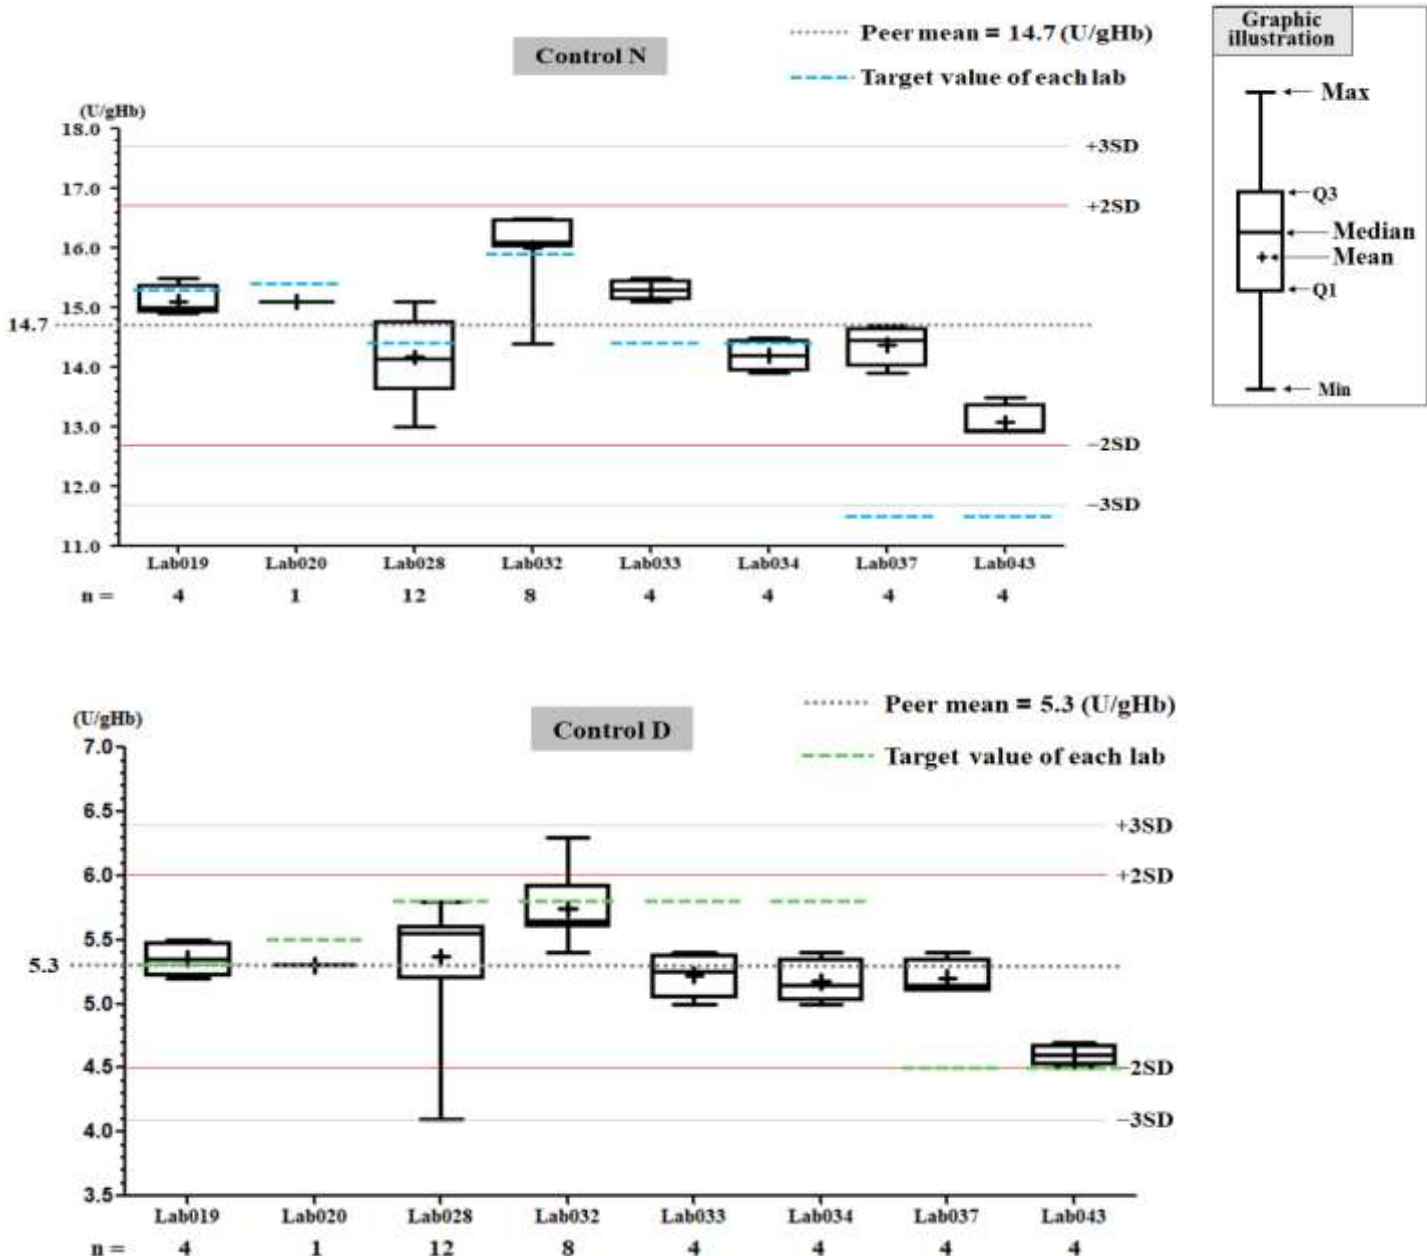 Control N
Peer mean = 14.7 (U/gHb)
Target value of each lab
(U/gHb)
18.0
17.0
16.0
15.0
14.7
14.0
13.0
12.0
11.0
+3SD
+2SD
−2SD
−3SD
Lab019 Lab020 Lab028 Lab032 Lab033 Lab034 Lab037 Lab043
n = 4 1 12 8 4 4 4 4
Graphic
illustration
Max
Q3
Median
Mean
Q1
Min
Control D
Peer mean = 5.3 (U/gHb)
Target value of each lab
(U/gHb)
7.0
6.5
6.0
5.5
5.3
5.0
4.5
4.0
3.5
+3SD
+2SD
−2SD
−3SD
Lab019 Lab020 Lab028 Lab032 Lab033 Lab034 Lab037 Lab043
n = 4 1 12 8 4 4 4 4